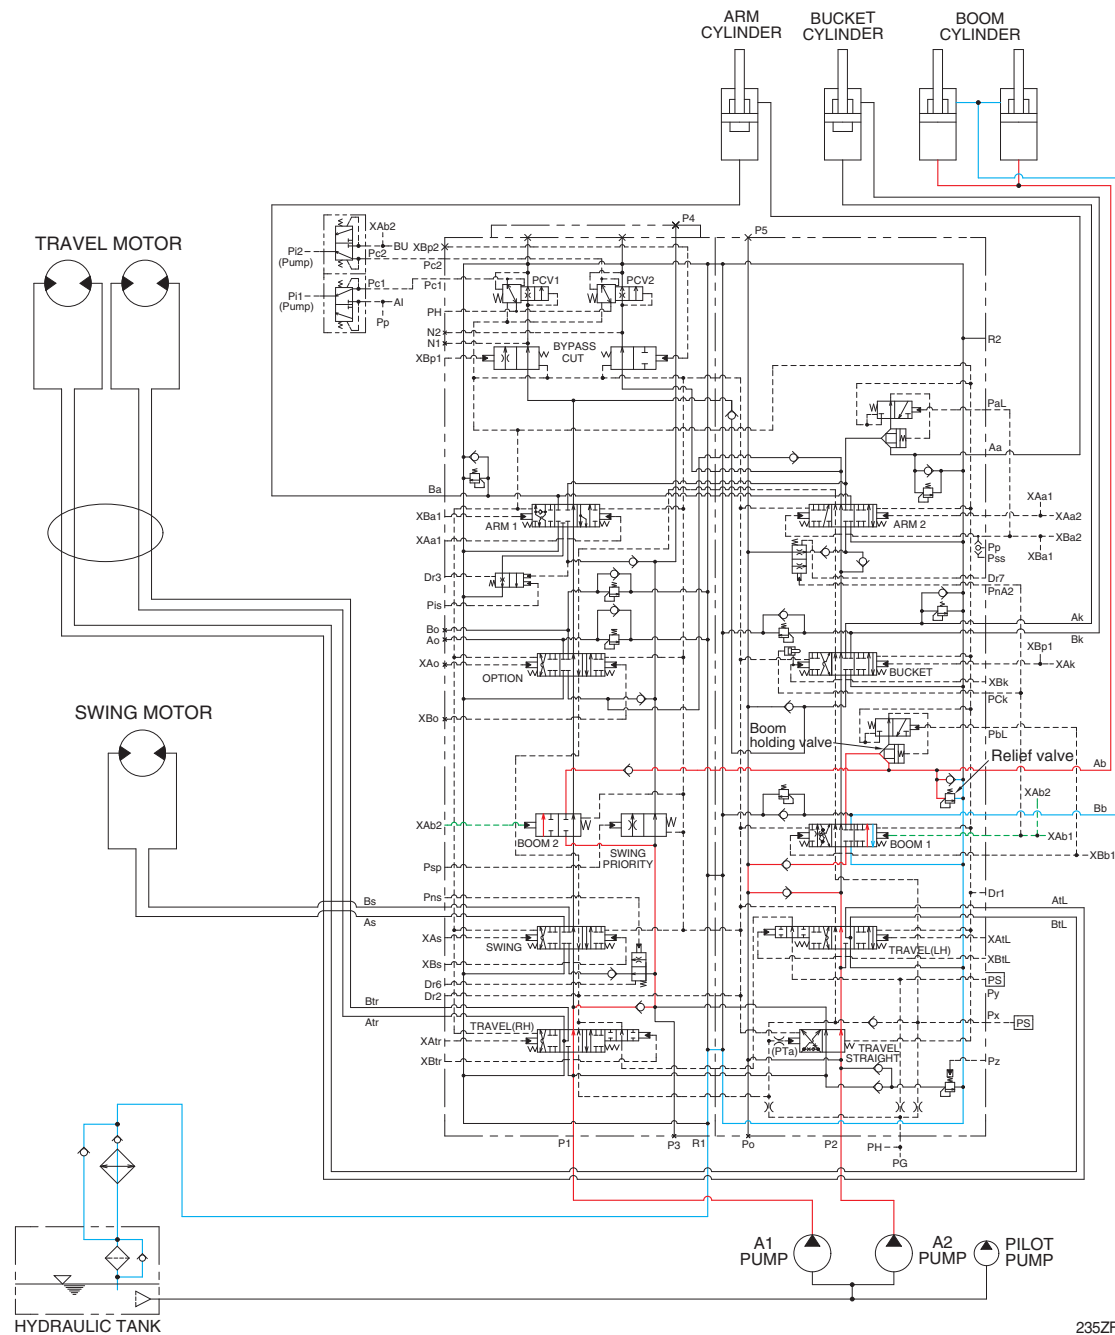 ARM
CYLINDER
BUCKET
CYLINDER
BOOM
CYLINDER
TRAVEL MOTOR
XAb2
Pi2
(Pump)
BU
Pc2
Pc1
Pi1
(Pump)
AI
Pp
P4
P5
XBp2
Pc2
Pc1
PCV1
PCV2
PH
N2
N1
XBp1
BYPASS
CUT
R2
PaL
Aa
Ba
XBa1
ARM 1
XAa1
ARM 2
XAa1
XAa2
XBa2
Pp
Pss
XBa1
Dr3
Pis
Dr7
PnA2
Bo
Ao
Ak
Bk
XBp1
XAo
OPTION
XBo
BUCKET
XAk
XBk
PCk
SWING MOTOR
Boom
holding valve
PbL
Relief valve
Ab
XAb2
Bb
XAb2
BOOM 2
SWING
PRIORITY
BOOM 1
XAb1
XBb1
Psp
Pns
Dr1
Bs
As
AtL
BtL
XAs
SWING
XBs
TRAVEL(LH)
XAtL
XBtL
Dr6
Dr2
PS
Py
Btr
Atr
Px
PS
TRAVEL(RH)
XAtr
XBtr
(PTa)
TRAVEL
STRAIGHT
Pz
P1
P3
R1
Po
P2
PH
PG
A1
PUMP
A2
PUMP
PILOT
PUMP
HYDRAULIC TANK